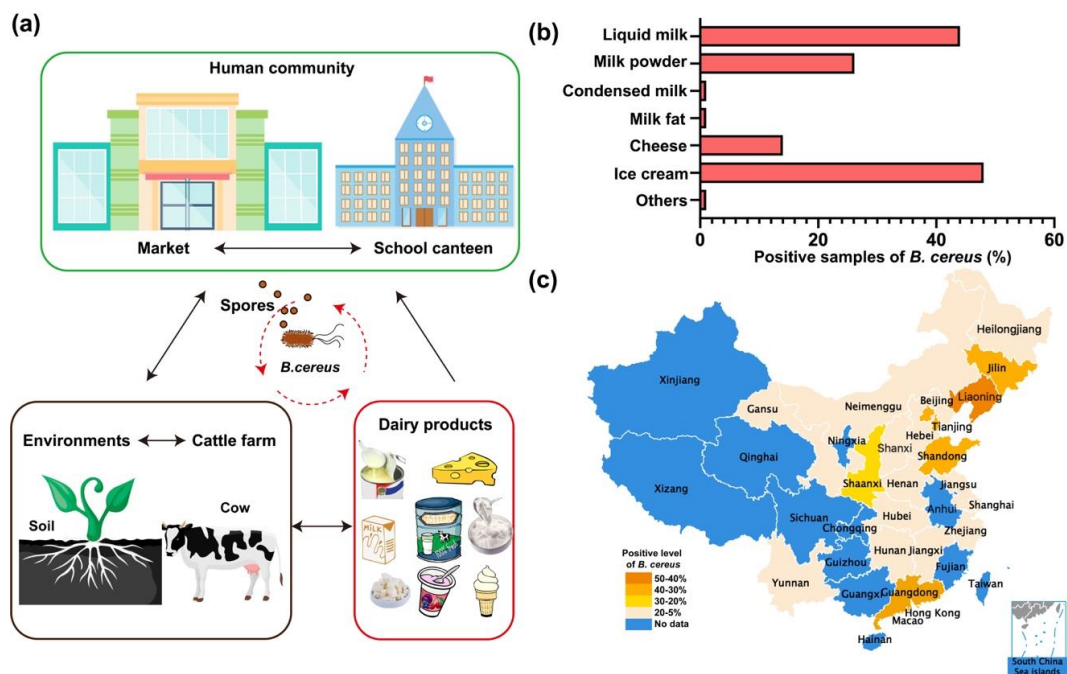 (a)
Human community
Market
School canteen
Spores
B.cereus
Environments
Cattle farm
Soil
Cow
Dairy products
MiLK
(b)
Liquid milk
Milk powder
Condensed milk
Milk fat
Cheese
Ice cream
Others
0
20
40
60
Positive samples of B. cereus (%)
(c)
Heilongjiang
Jilin
Xinjiang
Liaoning
Beijing
Neimenggu
Gansu
Tianjing
Hebei
Ningxia
Shanxi
Shandong
Qinghai
Shaanxi
Henan
Jiangsu
Xizang
Shanghai
Anhui
Sichuan
Hubei
Chongqing
Zhejiang
Hunan
Jiangxi
Guizhou
Fujian
Yunnan
Taiwan
Guangxi
Guangdong
Hong Kong
Macao
Hainan
Positive level
of B. cereus
50-40%
40-30%
30-20%
20-5%
No data
South China
Sea islands